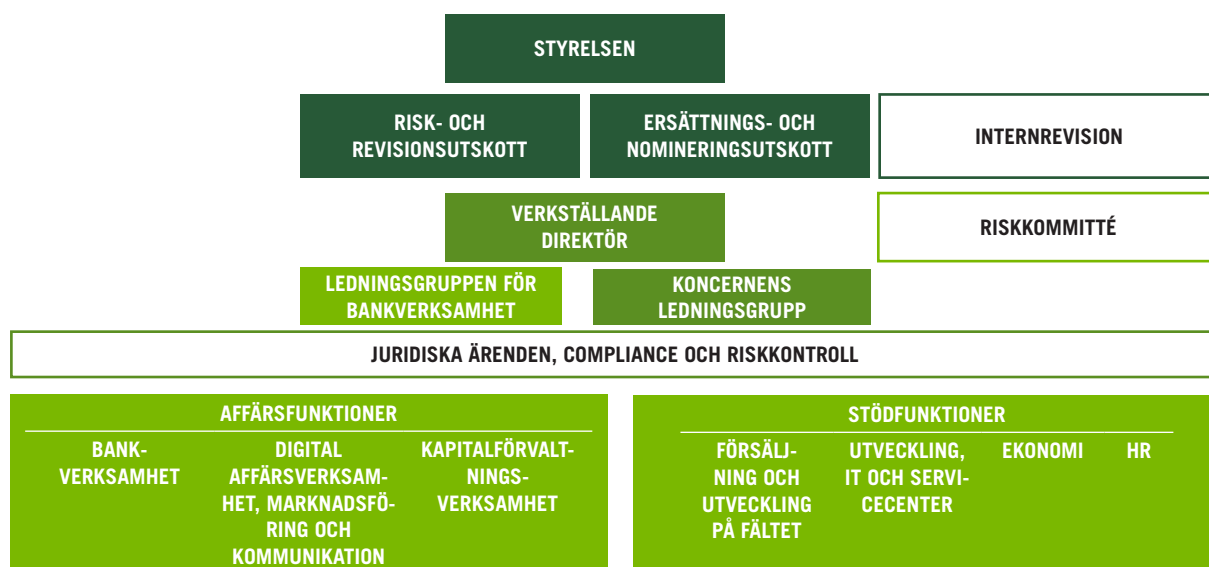 STYRELSEN
RISK- OCH
REVISIONSUTSKOTT
ERSÄTTNINGS- OCH
NOMINERINGSUTSKOTT
INTERNREVISION
VERKSTÄLLANDE
DIREKTÖR
RISKKOMMITTÉ
LEDNINGSGRUPPEN FÖR
BANKVERKSAMHET
KONCERNENS
LEDNINGSGRUPP
JURIDISKA ÄRENDEN, COMPLIANCE OCH RISKKONTROLL
AFFÄRSFUNKTIONER
BANK-
VERKSAMHET
DIGITAL
AFFÄRSVERKSAM-
HET, MARKNADSFÖ-
RING OCH
KOMMUNIKATION
KAPITALFÖRVALT-
NINGS-
VERKSAMHET
STÖDFUNKTIONER
FÖRSÄLJ-
NING OCH
UTVECKLING
PÅ FÄLTET
UTVECKLING,
IT OCH SERVI-
CECENTER
EKONOMI
HR